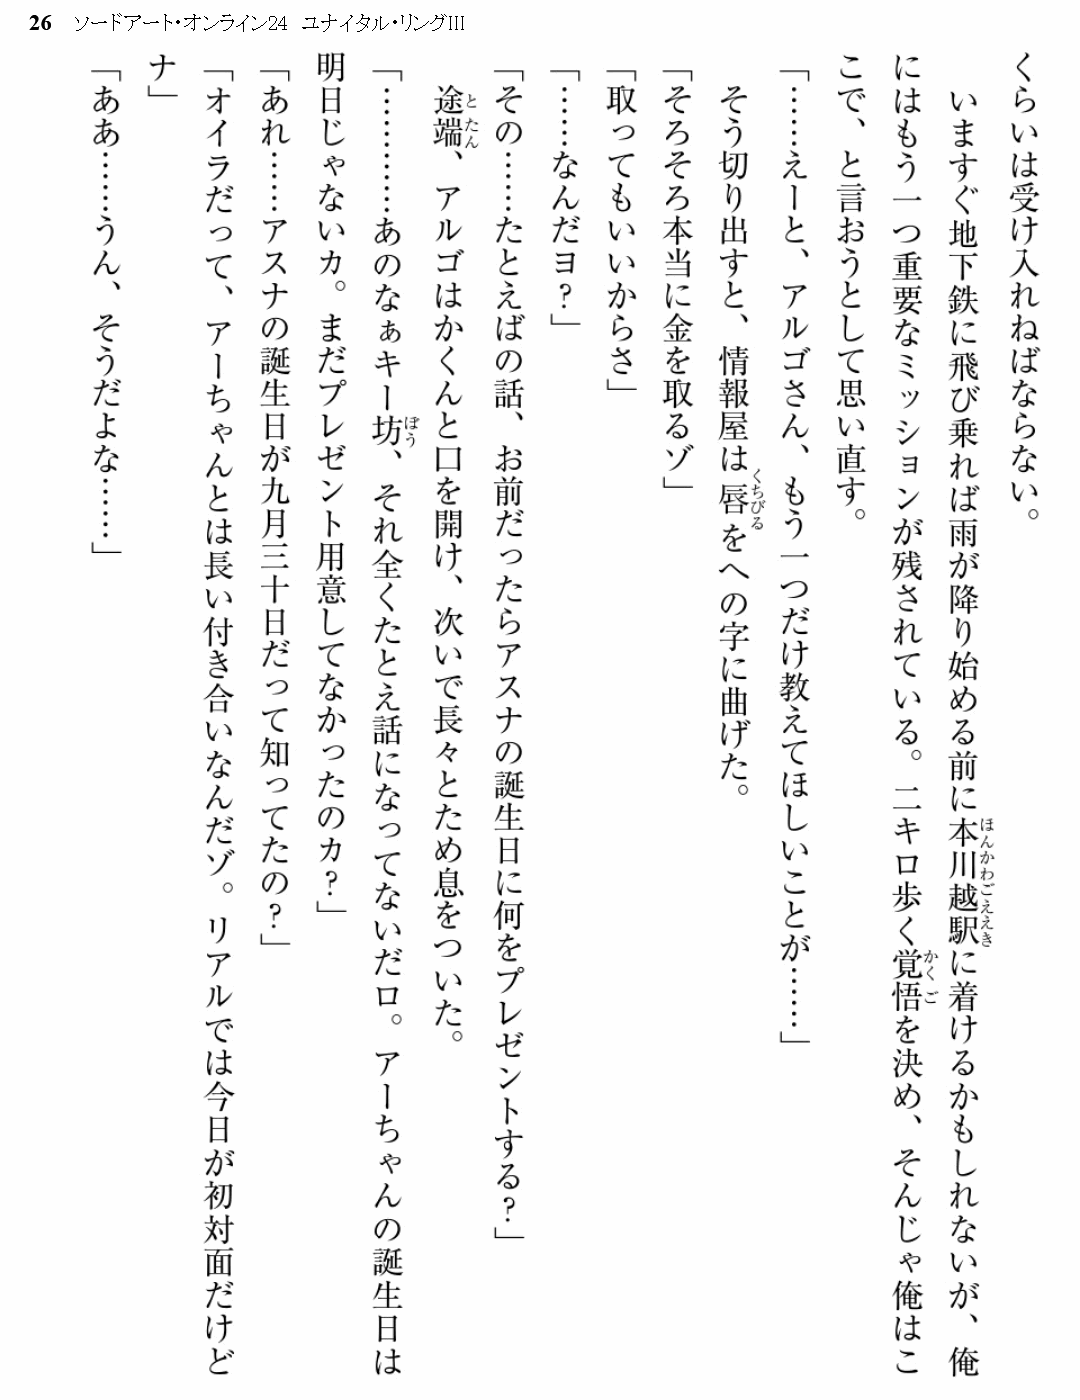 26　ソードアート・オンライン24　ユナイタル・リングIII
くらいは受け入れねばならない。
　いますぐ地下鉄に飛び乗れば雨が降り始める前に本川越駅に着けるかもしれないが、俺
にはもう一つ重要なミッションが残されている。二キロ歩く覚悟を決め、そんじゃ俺はこ
こで、と言おうとして思い直す。
「……えーと、アルゴさん、もう一つだけ教えてほしいことが……」
　そう切り出すと、情報屋は唇をへの字に曲げた。
「そろそろ本当に金を取るゾ」
「取ってもいいからさ」
「……なんだヨ？」
「その……たとえばの話、お前だったらアスナの誕生日に何をプレゼントする？」
　途端、アルゴはかくんと口を開け、次いで長々とため息をついた。
「…………あのなぁキー坊、それ全くたとえ話になってないだロ。アーちゃんの誕生日は
明日じゃないカ。まだプレゼント用意してなかったのカ？」
「あれ……アスナの誕生日が九月三十日だって知ってたの？」
「オイラだって、アーちゃんとは長い付き合いなんだゾ。リアルでは今日が初対面だけど
ナ」
「ああ……うん、そうだよな……」